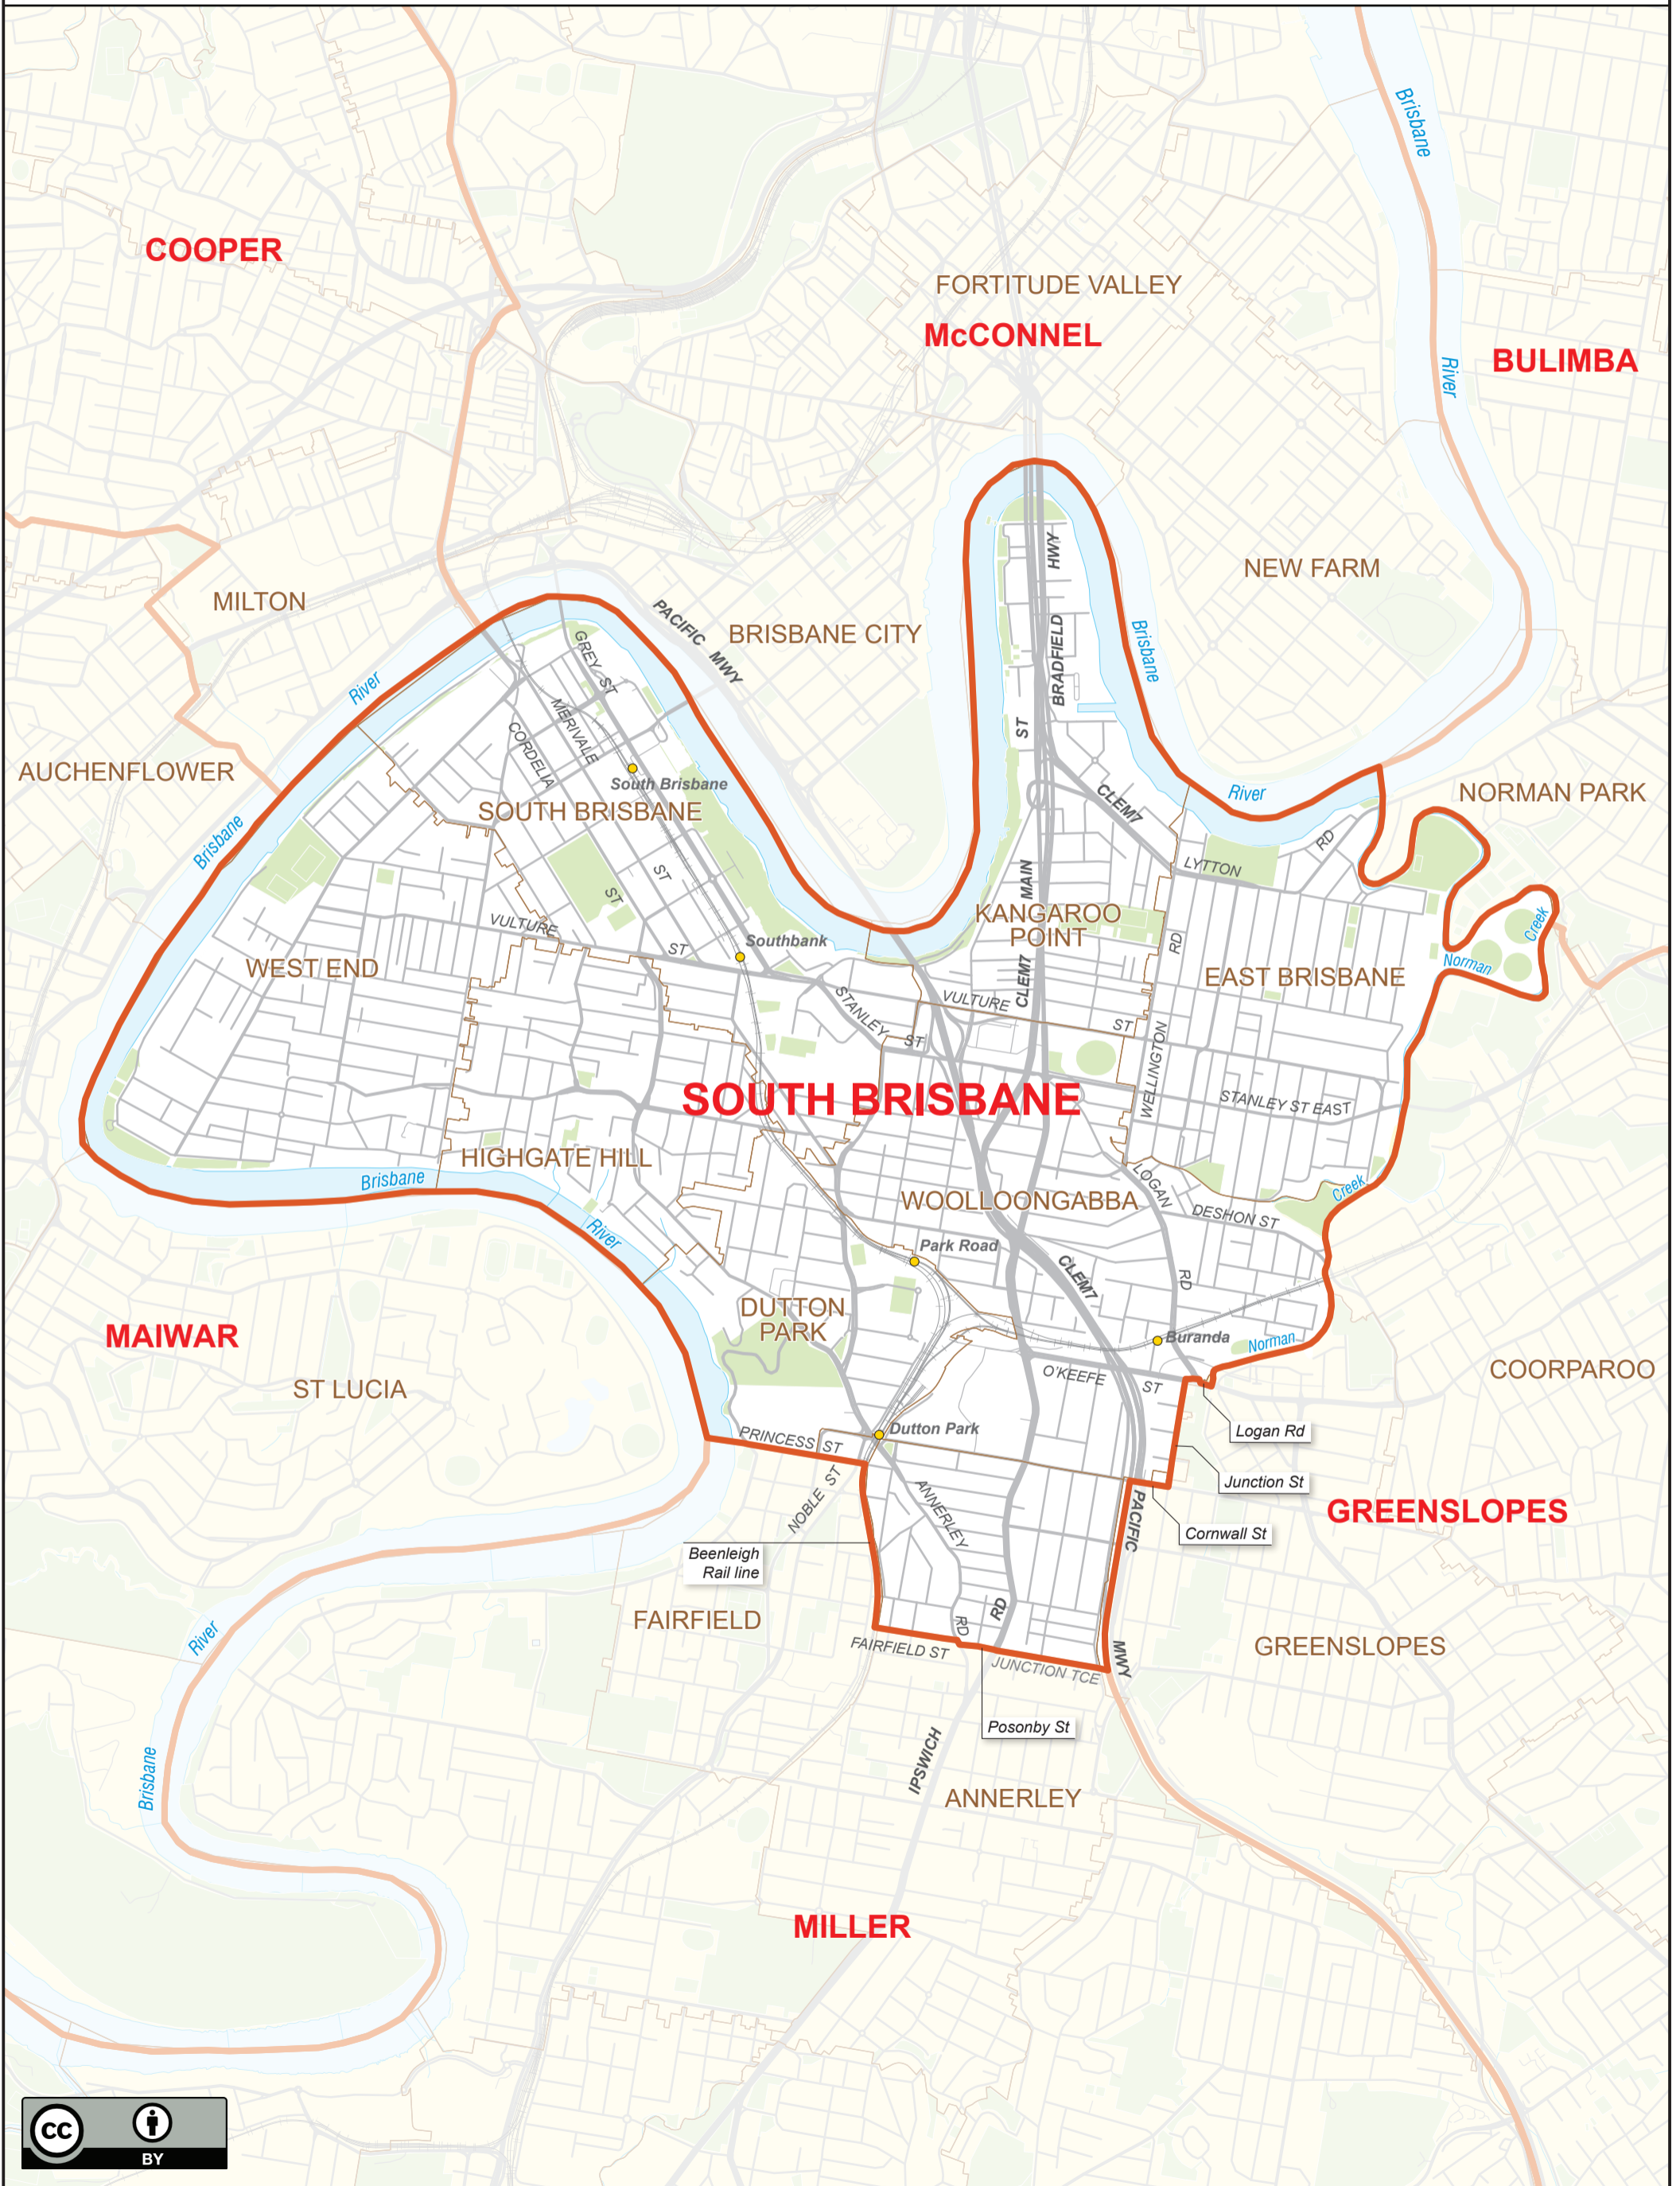 Brisbane
COOPER
FORTITUDE VALLEY
McCONNEL
BULIMBA
River
HWY
NEW FARM
MILTON
PACIFIC MWY
BRISBANE CITY
GREY ST
BRADFIELD
Brisbane
River
MERIVALE
ST
CORDELIA
AUCHENFLOWER
South Brisbane
SOUTH BRISBANE
CLEM7
River
NORMAN PARK
Brisbane
RD
LYTTON
ST
ST
MAIN
KANGAROO
POINT
VULTURE
ST
Southbank
RD
Creek
WEST END
CLEM7
Norman
EAST BRISBANE
STANLEY
ST
VULTURE
ST
WELLINGTON
SOUTH BRISBANE
STANLEY ST EAST
HIGHGATE HILL
Brisbane
LOGAN
Creek
WOOLLOONGABBA
DESHON ST
River
Park Road
CLEM7
RD
DUTTON
PARK
MAIWAR
Buranda
Norman
O'KEEFE
ST
COORPAROO
ST LUCIA
Logan Rd
PRINCESS ST
Dutton Park
Junction St
NOBLE ST
ANNERLEY
PACIFIC
GREENSLOPES
Cornwall St
Beenleigh
Rail line
RD
RD
FAIRFIELD
River
FAIRFIELD ST
MWY
GREENSLOPES
JUNCTION TCE
Posonby St
IPSWICH
Brisbane
ANNERLEY
MILLER
CC
BY